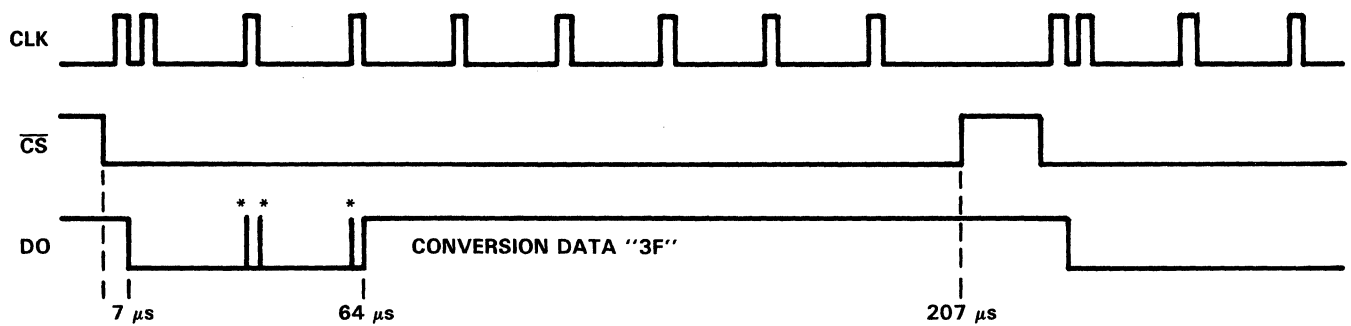 CLK
CS
* * *
DO
CONVERSION DATA "3F"
7 µs
64 µs
207 µs